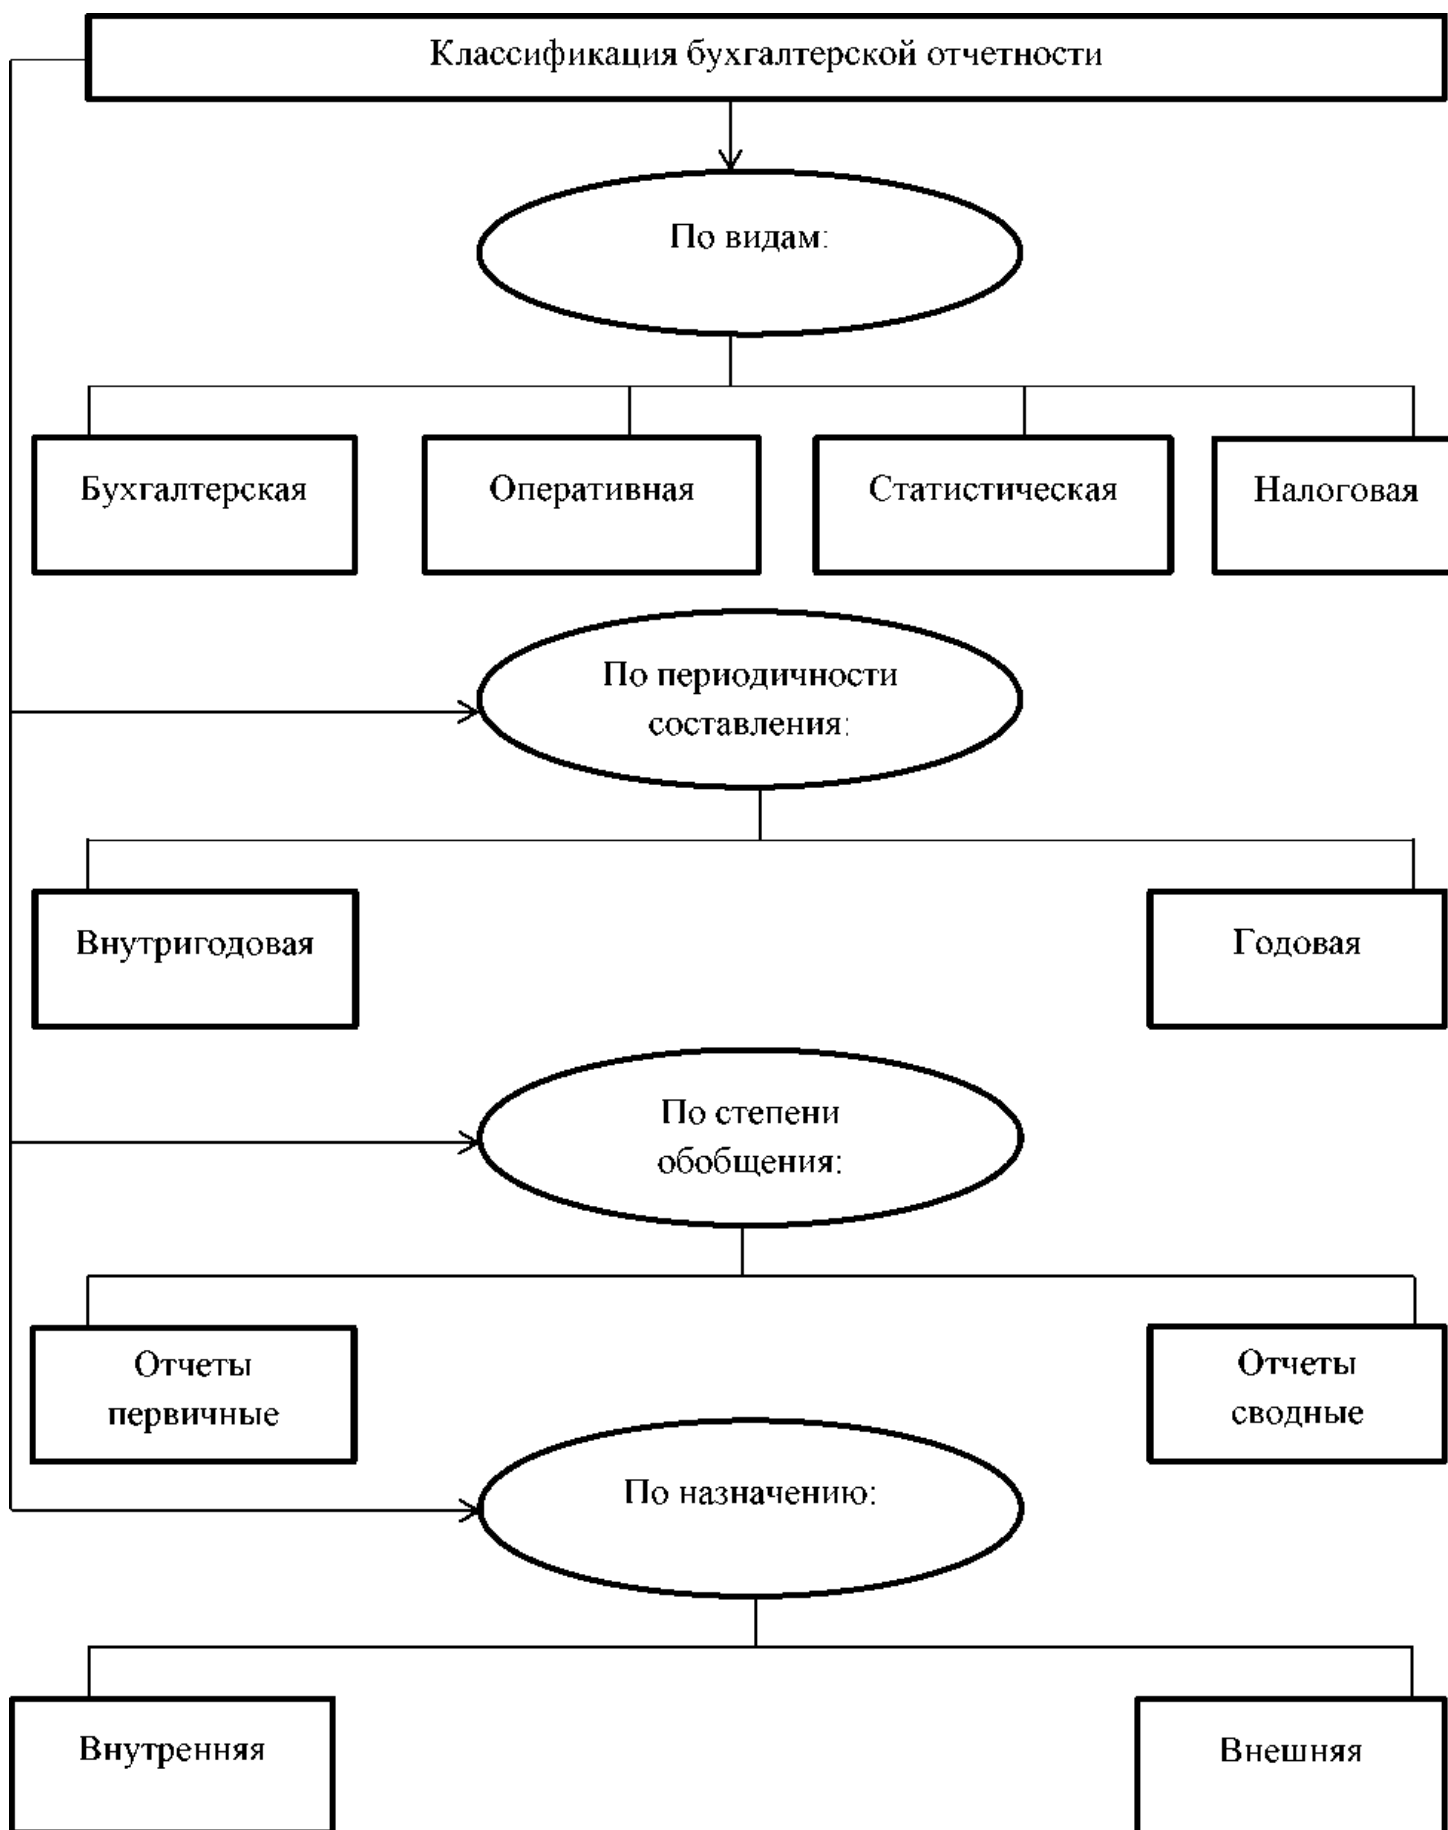 Классификация бухгалтерской отчетности
По видам:
Бухгалтерская
Оперативная
Статистическая
Налоговая
По периодичности
составления:
Внутригодовая
Годовая
По степени
обобщения:
Отчеты
первичные
Отчеты
сводные
По назначению:
Внутренняя
Внешняя